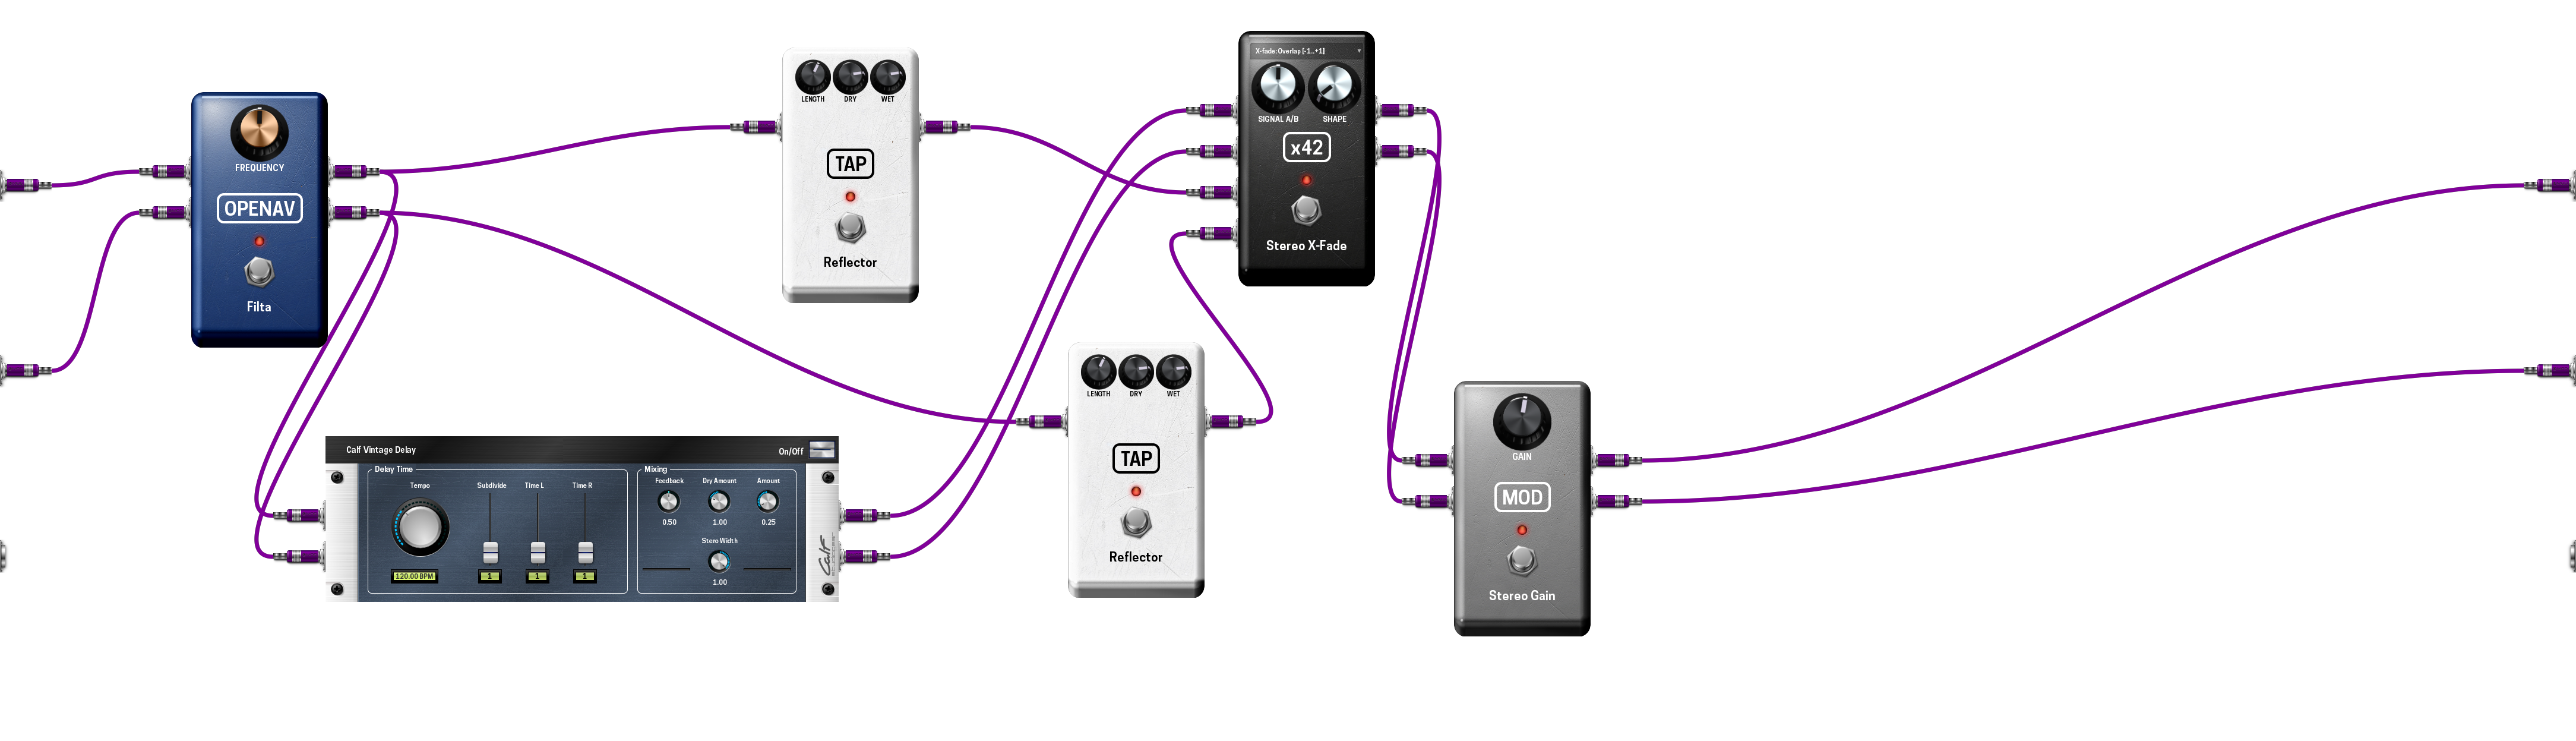 FREQUENCY
OPENAV
Filta
LENGTH DRY WET
TAP
Reflector
X-fade: Overlap [-1..+1]
SIGNAL A/B SHAPE
x42
Stereo X-Fade
LENGTH DRY WET
TAP
Reflector
Calf Vintage Delay On/Off
Delay Time
Tempo Subdivide Time L Time R
120.00 BPM 1 1 1
Mixing
Feedback Dry Amount Amount
0.50 1.00 0.25
Stero Width
1.00
Calf
GAIN
MOD
Stereo Gain